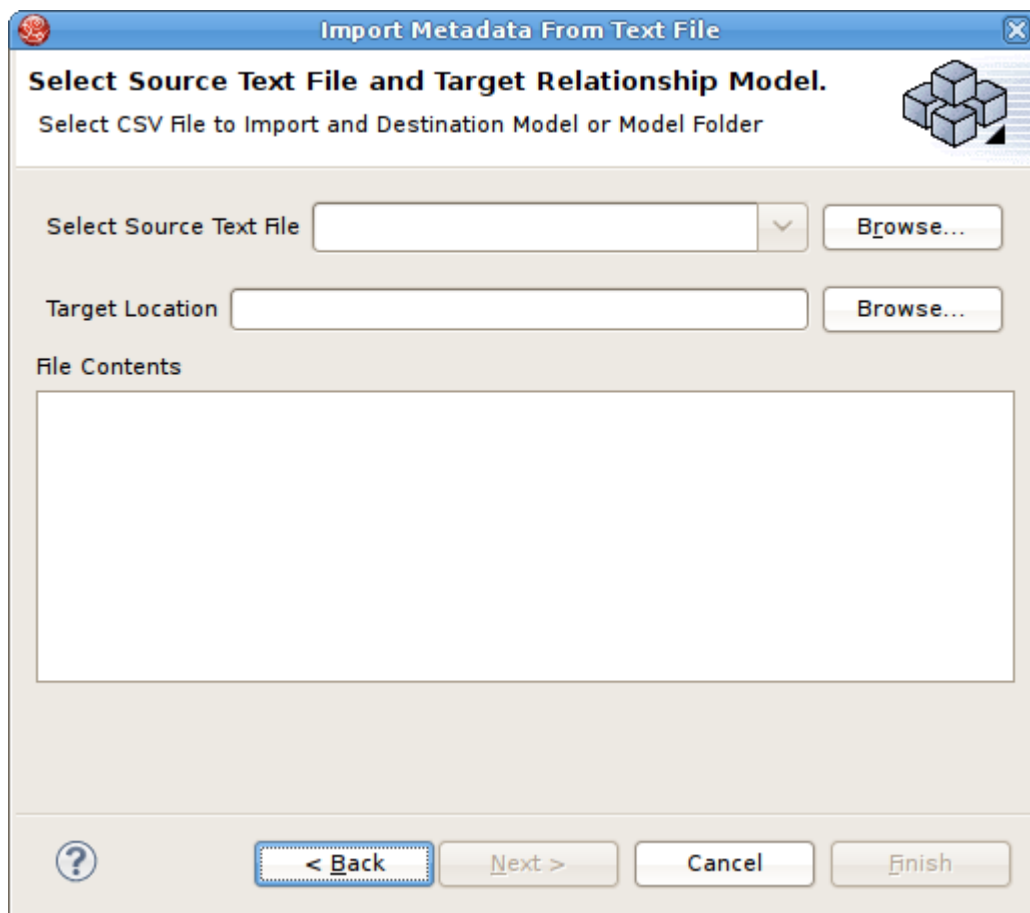 Import Metadata From Text File
Select Source Text File and Target Relationship Model.
Select CSV File to Import and Destination Model or Model Folder
Select Source Text File
Browse...
Target Location
Browse...
File Contents
?
< Back
Next >
Cancel
Finish